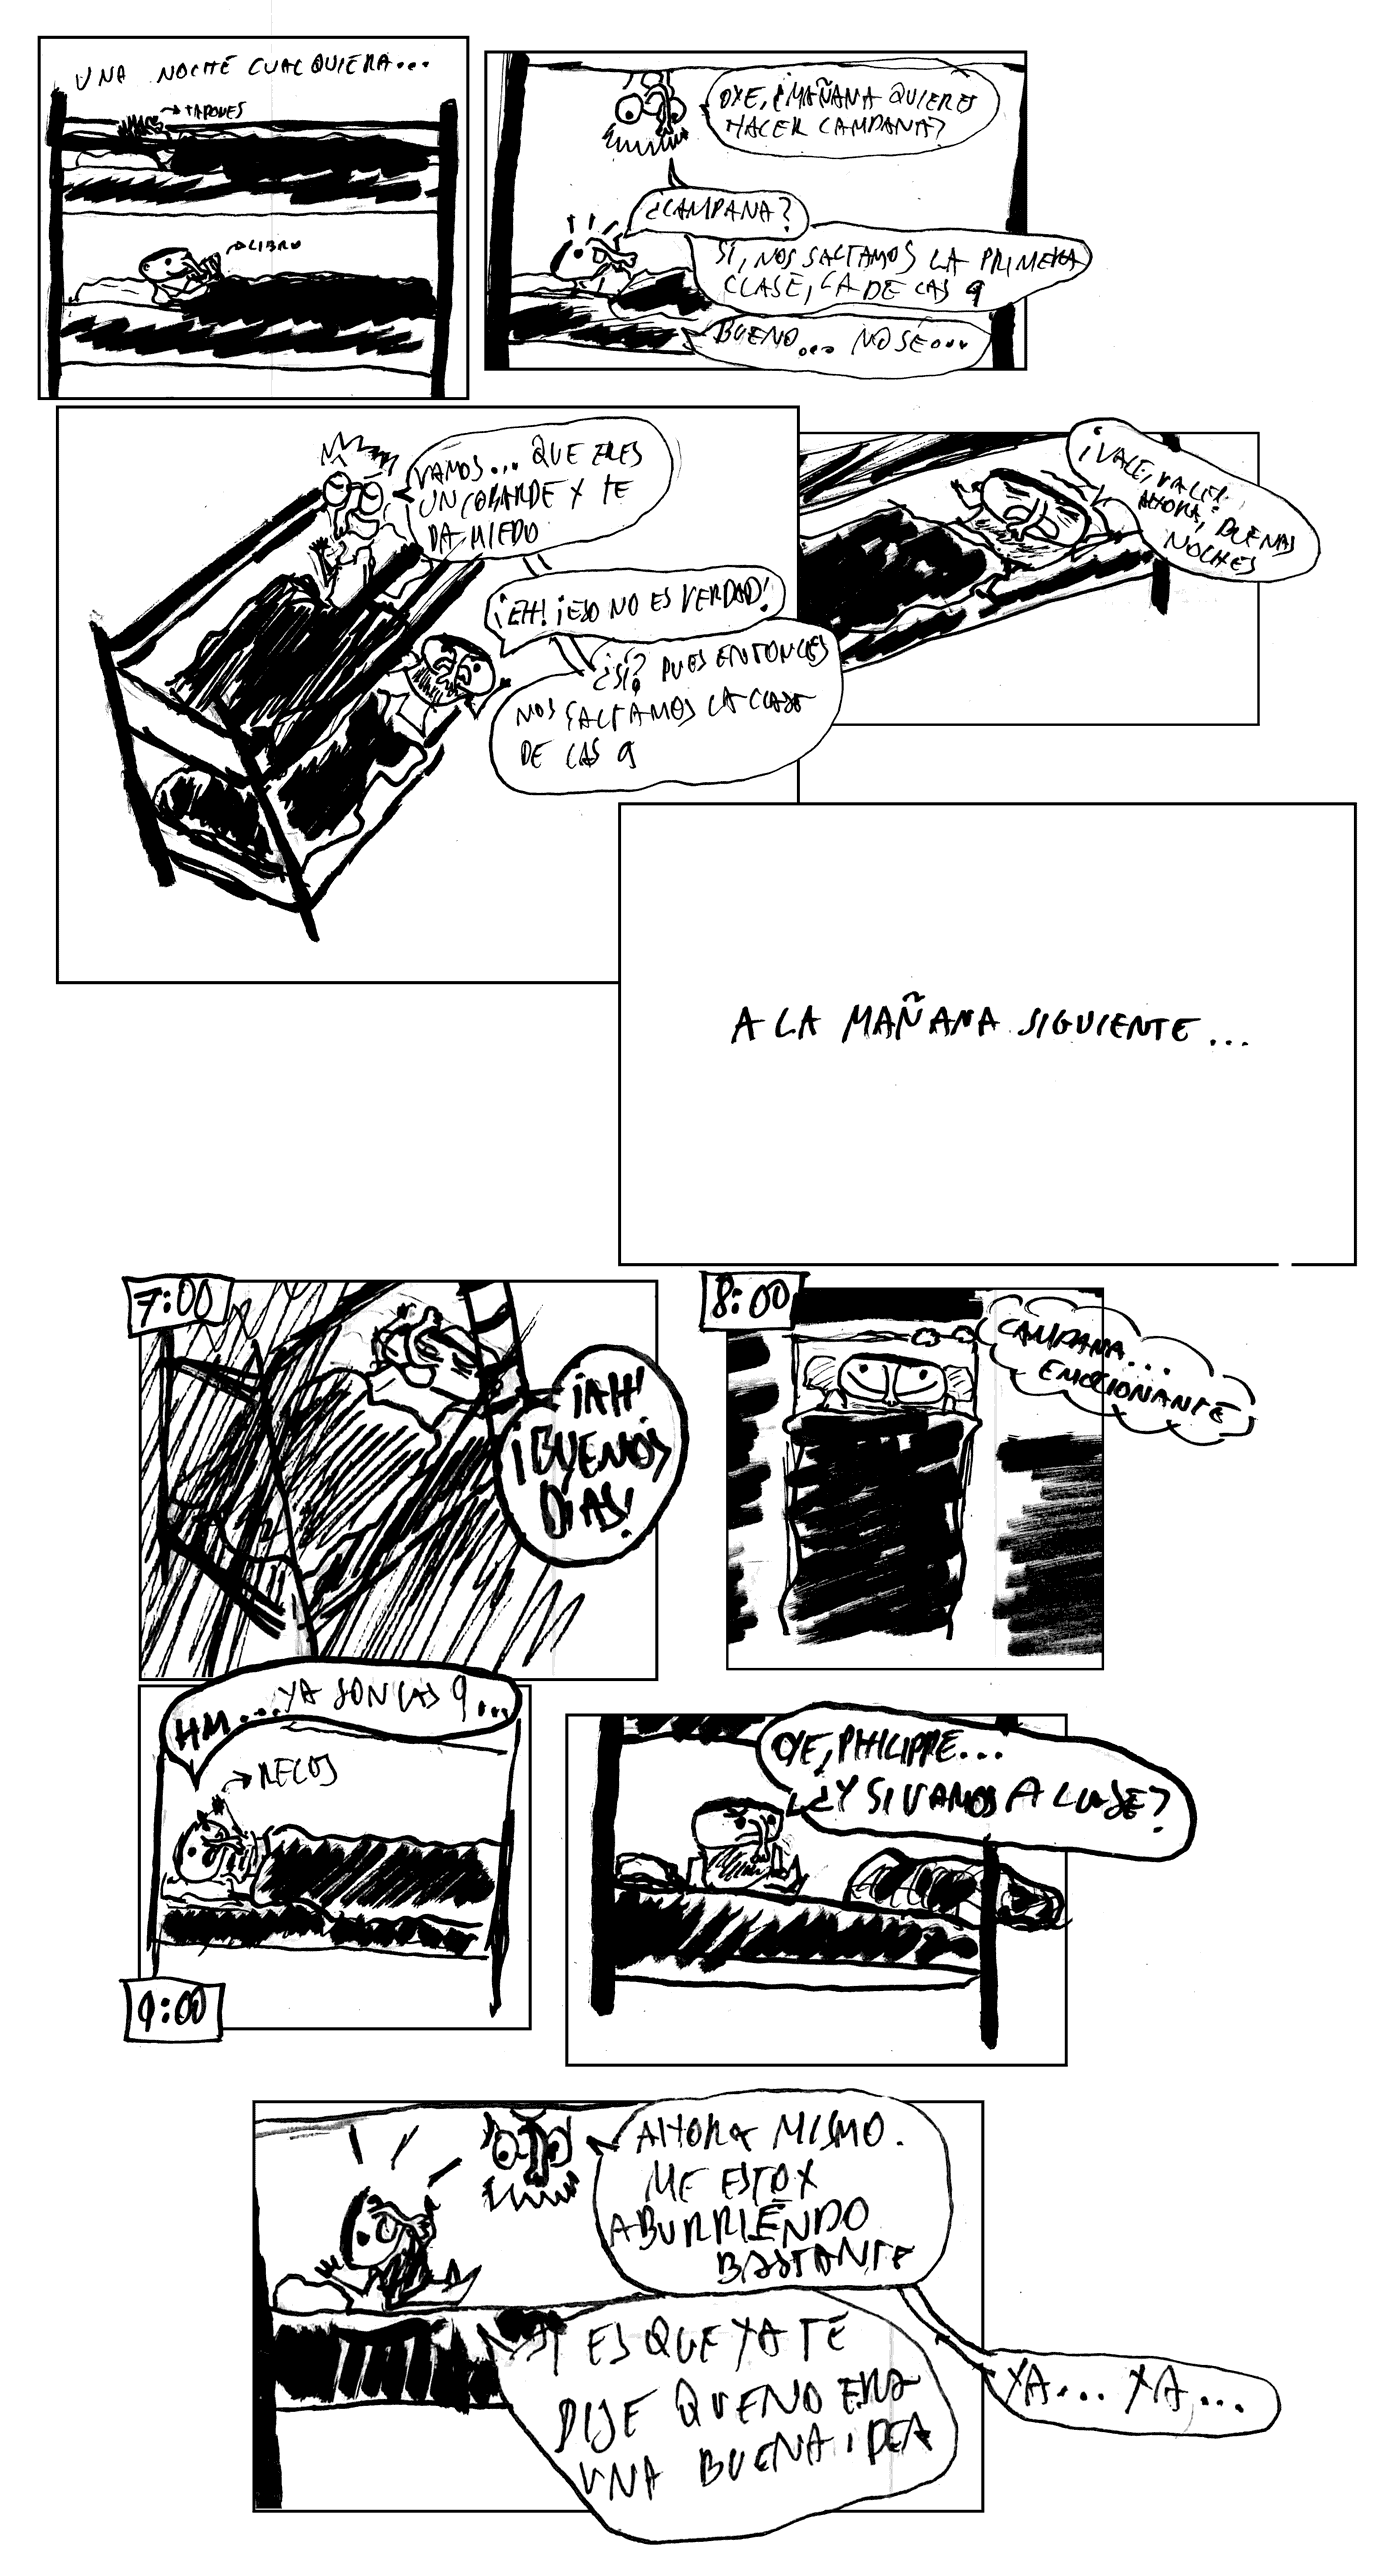 UNA NOCHE CUALQUIERA...
TAPONES
LIBRO
OYE, ¿MAÑANA QUIERES
HACER CAMPANA?
¿CAMPANA?
SÍ, NOS SALTAMOS LA PRIMERA
CLASE, LA DE LAS 9
BUENO... NO SÉ...
VAMOS... QUE ERES
UN COBARDE Y TE
DA MIEDO
¡EH! ¡ESO NO ES VERDAD!
¿SÍ? PUES ENTONCES
NOS SALTAMOS LA CLASE
DE LAS 9
¡VALE, VALE!
AHORA, BUENAS
NOCHES
A LA MAÑANA SIGUIENTE...
7:00
¡AH!
¡BUENOS
DIAS!
8:00
CAMPANA...
EMOCIONANTE
HM... YA SON LAS 9...
RELOJ
9:00
OYE, PHILIPPE...
¿Y SI VAMOS A CLASE?
AHORA MISMO.
ME ESTOY
ABURRIENDO
BASTANTE
ES QUE YA TE
DIJE QUE NO ERA
UNA BUENA IDEA
YA... YA...